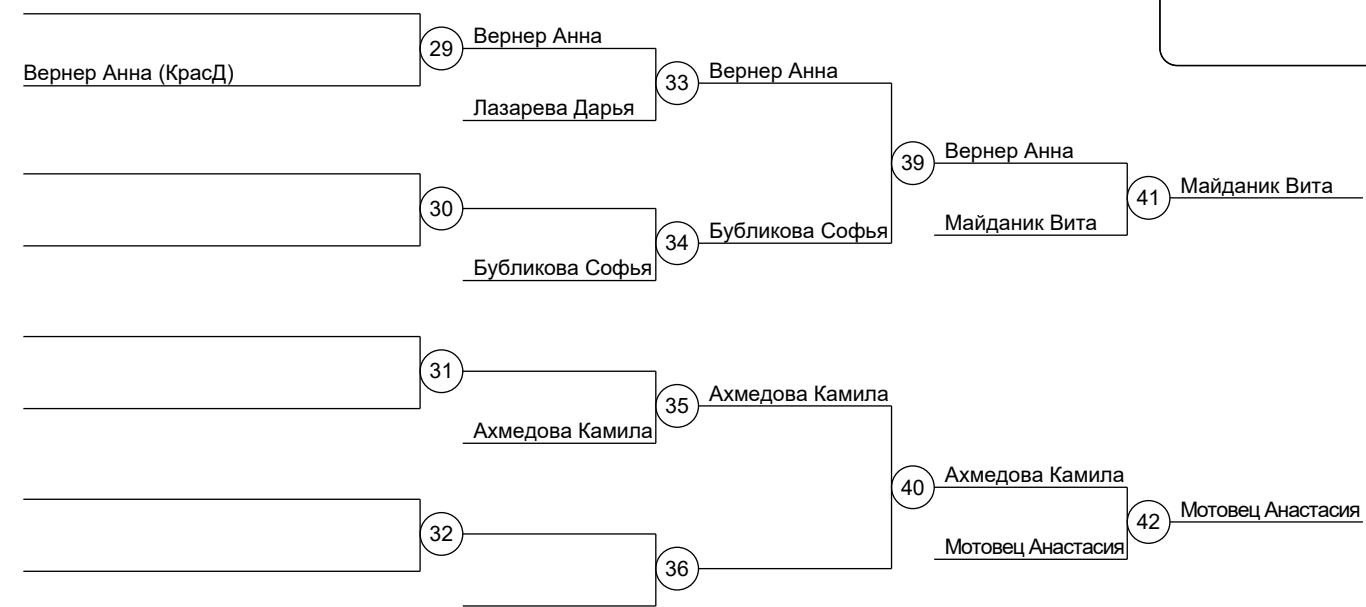 29
Вернер Анна
Вернер Анна (КрасД)
33
Вернер Анна
Лазарева Дарья
39
Вернер Анна
41
Майданик Вита
Майданик Вита
30
34
Бубликова Софья
Бубликова Софья
31
35
Ахмедова Камила
Ахмедова Камила
40
Ахмедова Камила
42
Мотовец Анастасия
Мотовец Анастасия
32
36